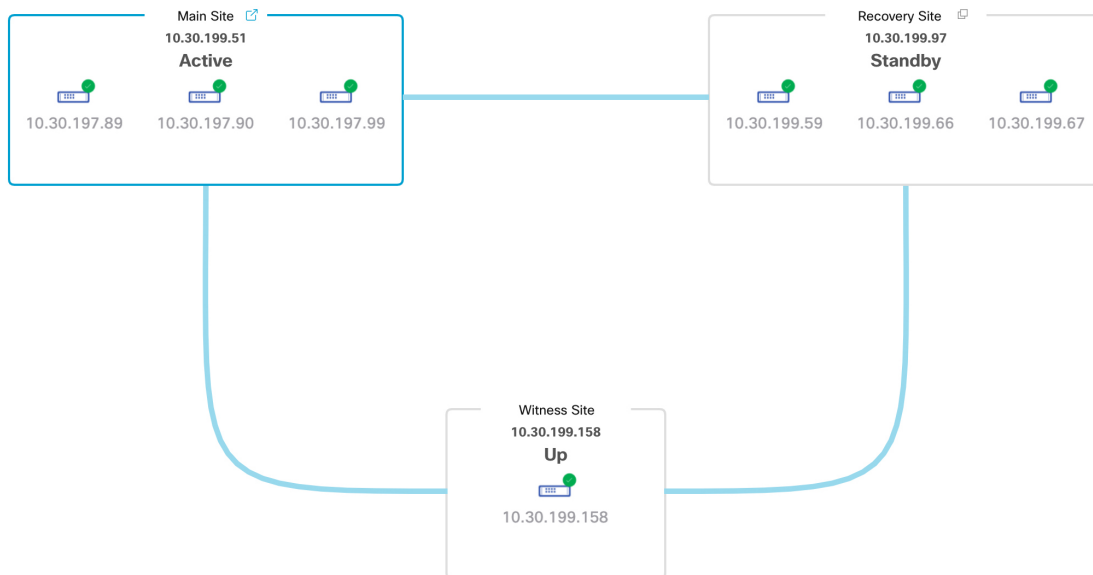 Main Site
10.30.199.51
Active
10.30.197.89 10.30.197.90 10.30.197.99
Recovery Site
10.30.199.97
Standby
10.30.199.59 10.30.199.66 10.30.199.67
Witness Site
10.30.199.158
Up
10.30.199.158